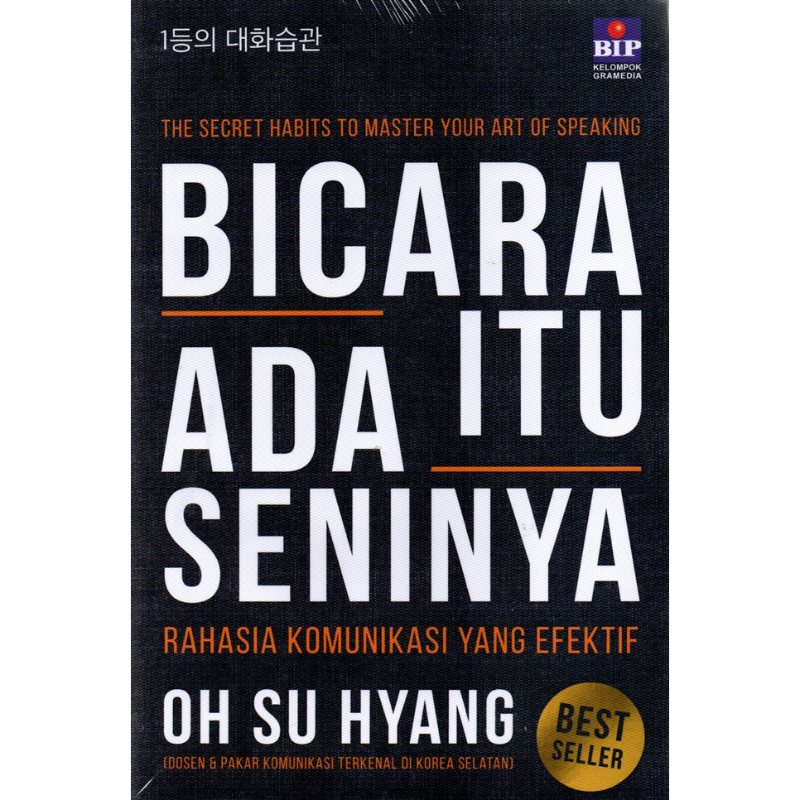 1등의 대화습관
BIP
KELOMPOK
GRAMEDIA
THE SECRET HABITS TO MASTER YOUR ART OF SPEAKING
BICARA
ITU
ADA
SENINYA
RAHASIA KOMUNIKASI YANG EFEKTIF
OH SU HYANG
(DOSEN & PAKAR KOMUNIKASI TERKENAL DI KOREA SELATAN)
BEST
SELLER